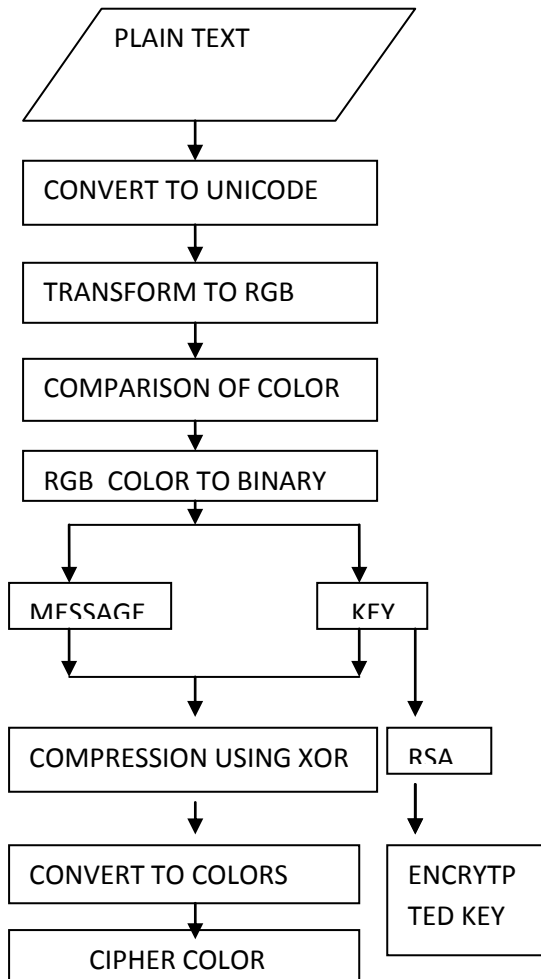 PLAIN TEXT
CONVERT TO UNICODE
TRANSFORM TO RGB
COMPARISON OF COLOR
RGB COLOR TO BINARY
MESSAGE
KEY
COMPRESSION USING XOR
RSA
CONVERT TO COLORS
ENCRYTP
TED KEY
CIPHER COLOR